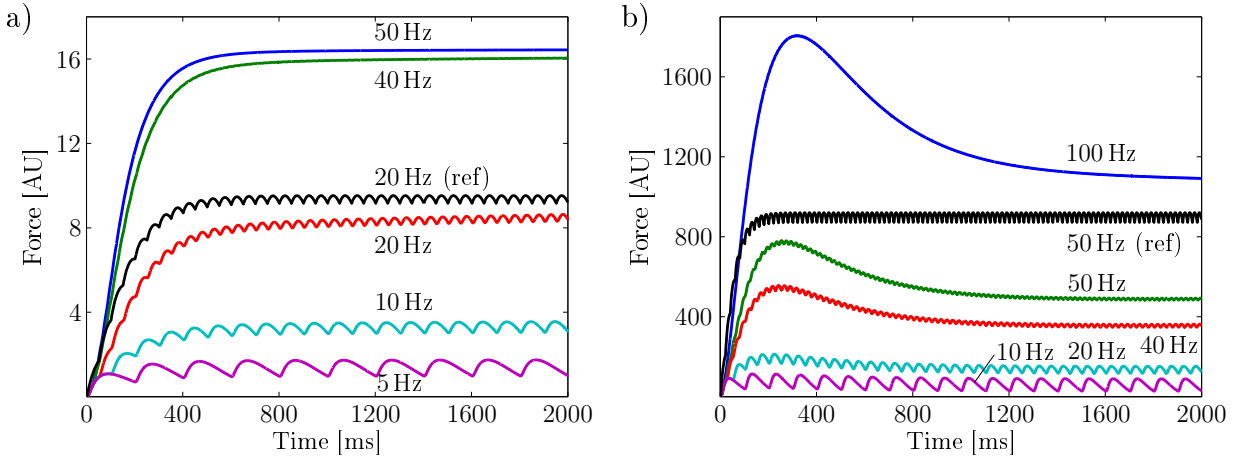 a)
50 Hz
40 Hz
20 Hz (ref)
20 Hz
10 Hz
5 Hz
16
12
8
4
0
400
800
1200
1600
2000
Force [AU]
Time [ms]
b)
100 Hz
50 Hz (ref)
50 Hz
40 Hz
20 Hz
10 Hz
1600
1200
800
400
0
400
800
1200
1600
2000
Force [AU]
Time [ms]